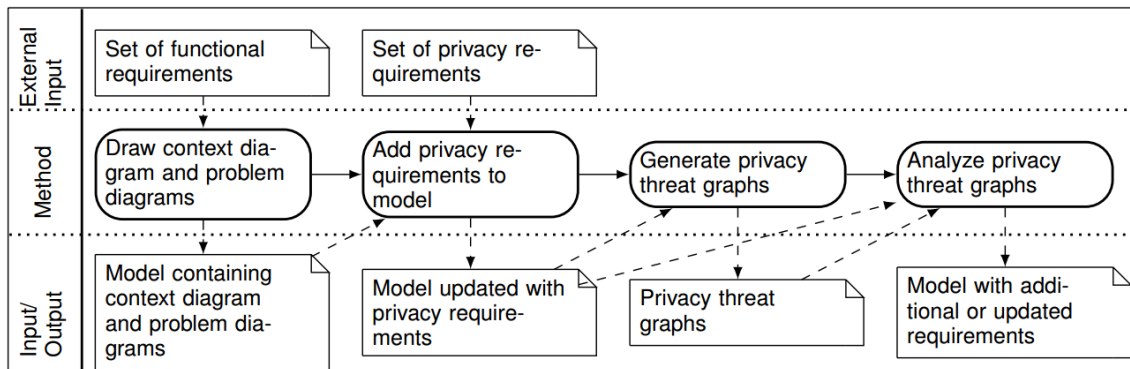 External
Input
Set of functional
requirements
Set of privacy re-
quirements
Method
Draw context dia-
gram and problem
diagrams
Add privacy re-
quirements to
model
Generate privacy
threat graphs
Analyze privacy
threat graphs
Input/
Output
Model containing
context diagram
and problem dia-
grams
Model updated with
privacy require-
ments
Privacy threat
graphs
Model with addi-
tional or updated
requirements